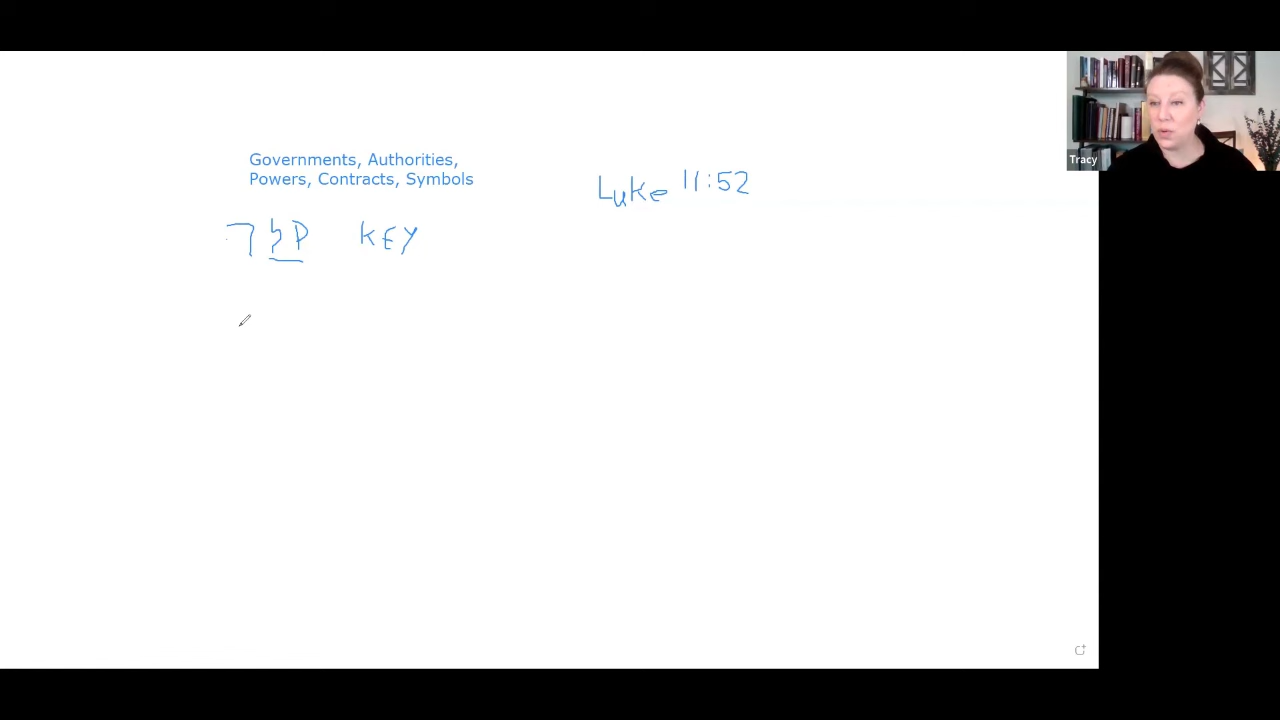 Governments, Authorities,
Powers, Contracts, Symbols
Luke 11:52
KEY
Tracy